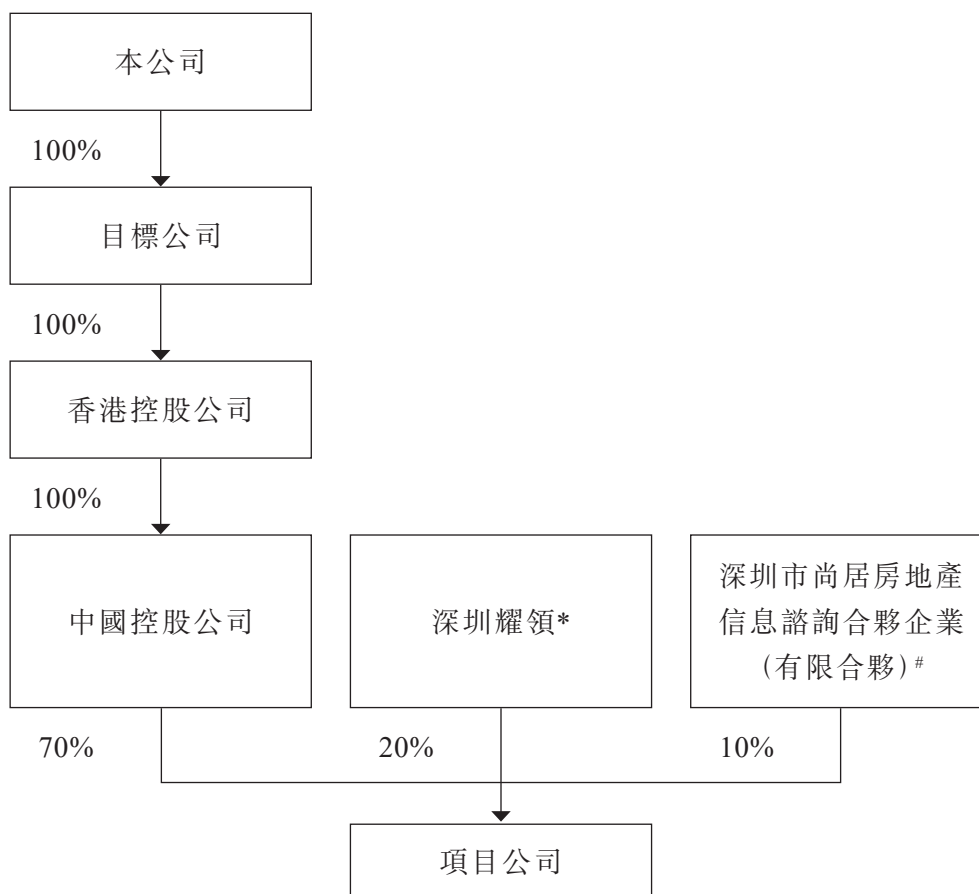 本公司
100%
目標公司
100%
香港控股公司
100%
中國控股公司
深圳耀領*
深圳市尚居房地產
信息諮詢合夥企業
（有限合夥）#
70%
20%
10%
項目公司